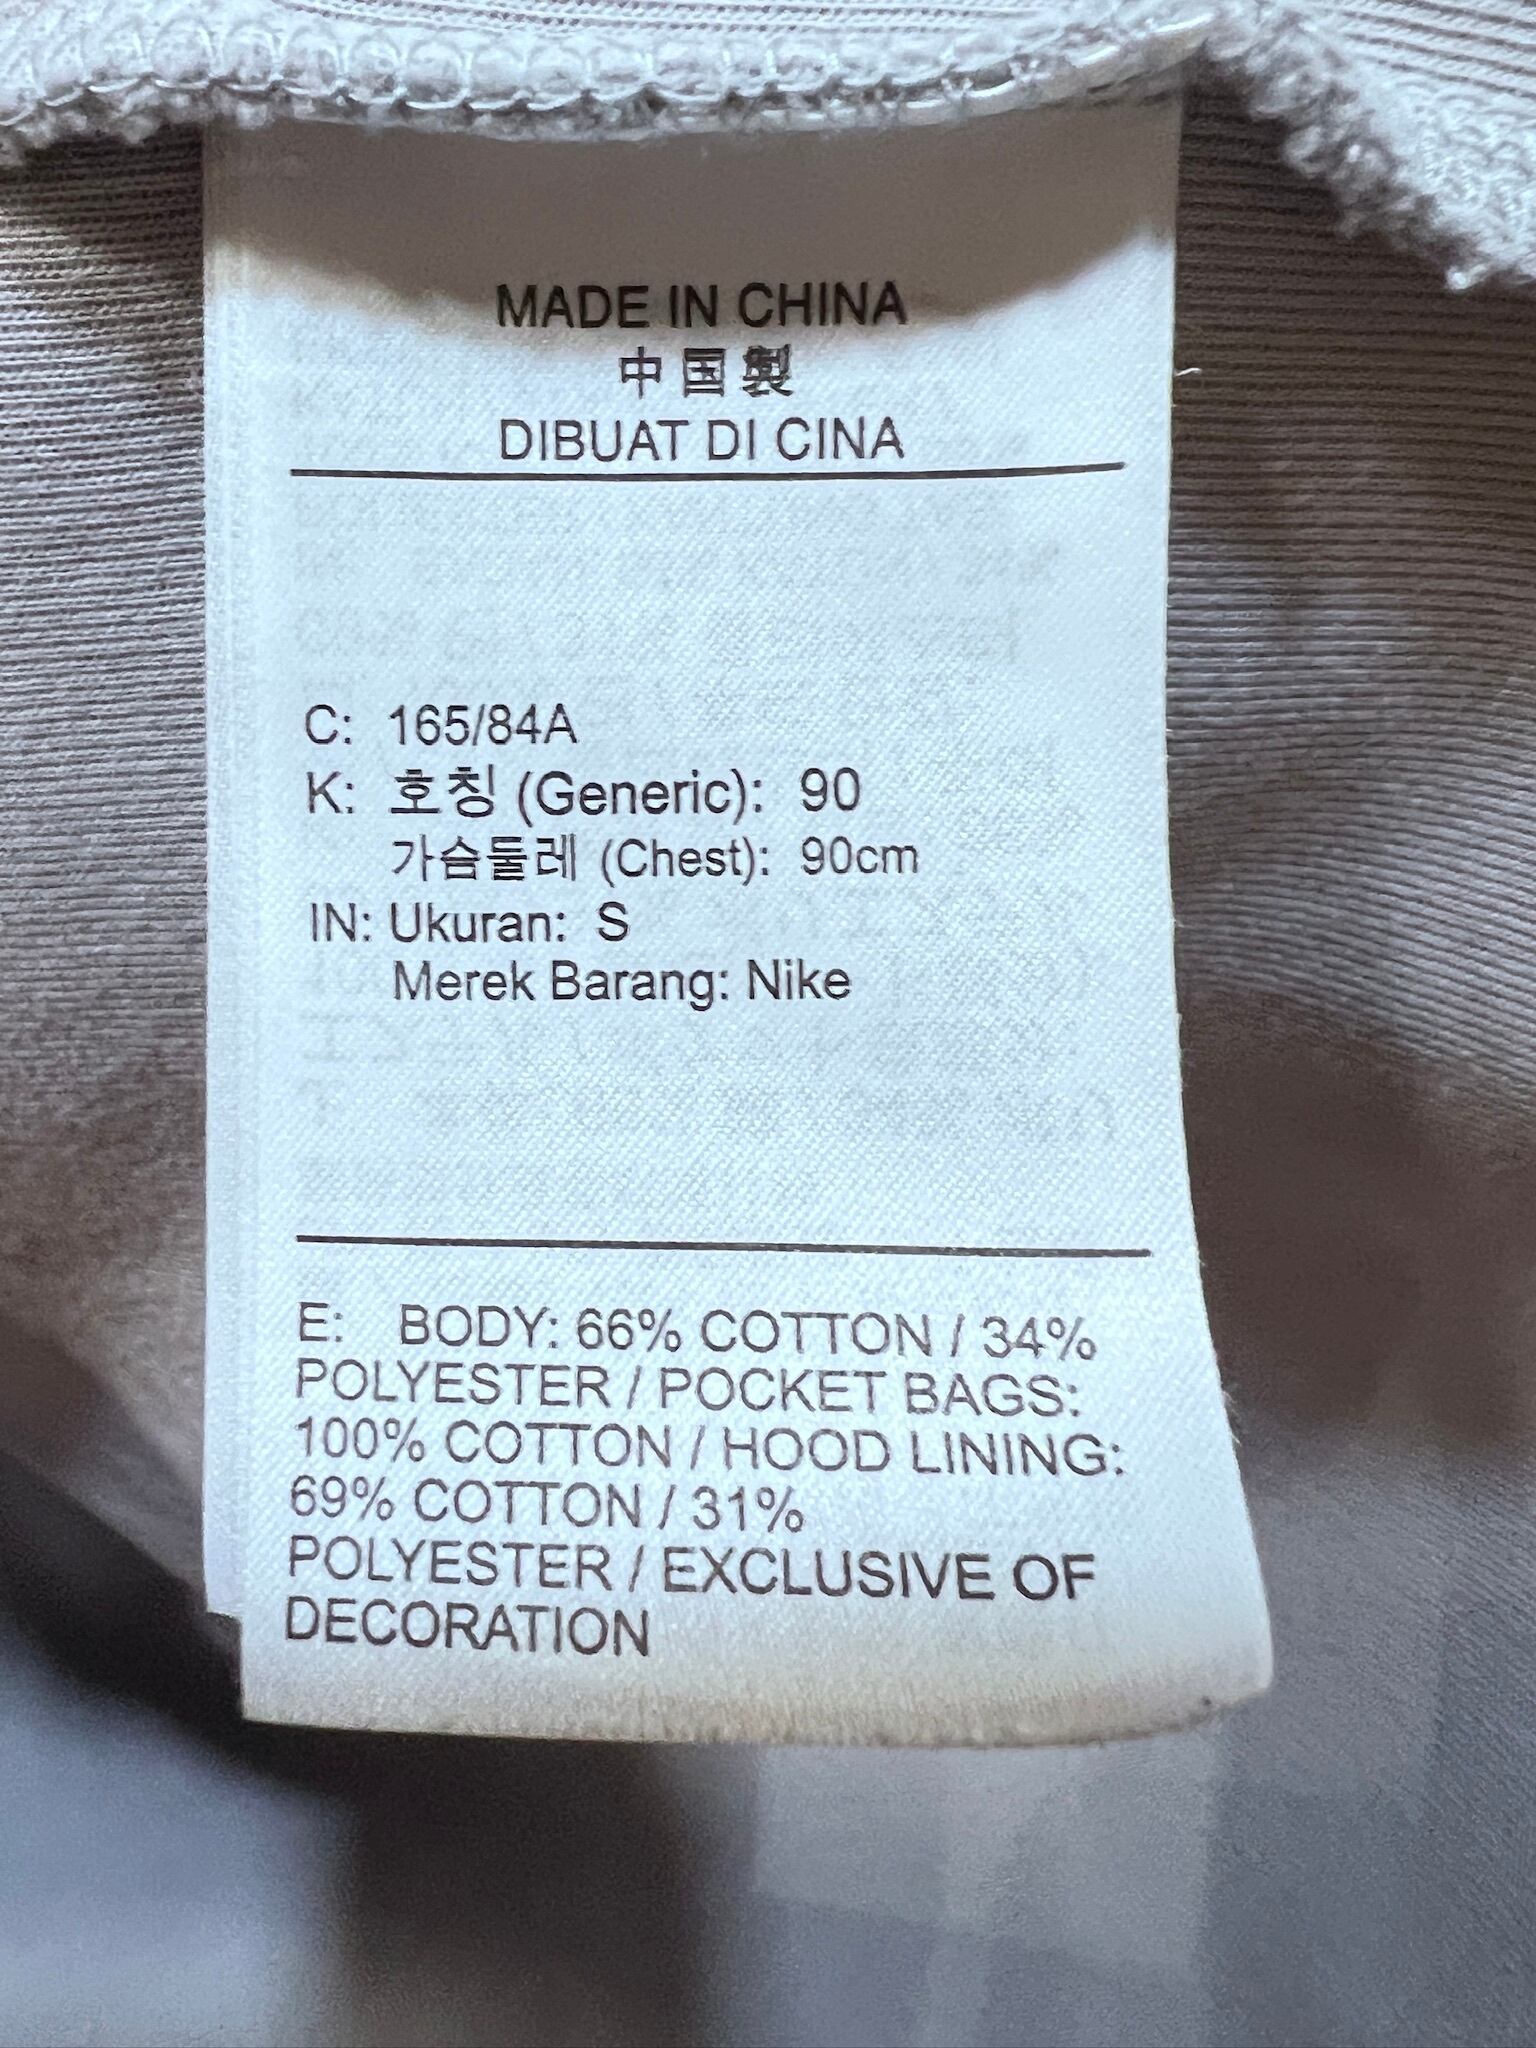 MADE IN CHINA
中国製
DIBUAT DI CINA
C: 165/84A
K: 호칭 (Generic): 90
가슴둘레 (Chest): 90cm
IN: Ukuran: S
Merek Barang: Nike
E: BODY: 66% COTTON / 34%
POLYESTER / POCKET BAGS:
100% COTTON / HOOD LINING:
69% COTTON / 31%
POLYESTER / EXCLUSIVE OF
DECORATION